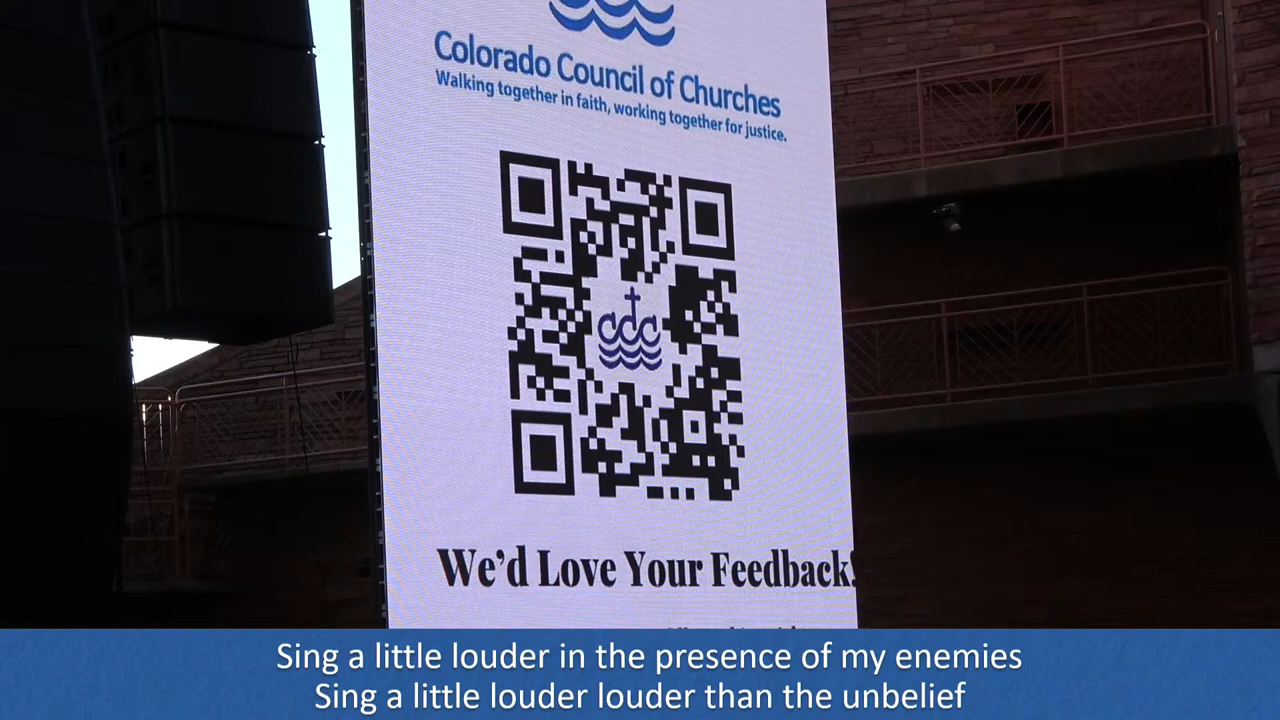 Colorado Council of Churches
Walking together in faith, working together for justice.
ccc
We'd Love Your Feedback!
Sing a little louder in the presence of my enemies
Sing a little louder louder than the unbelief